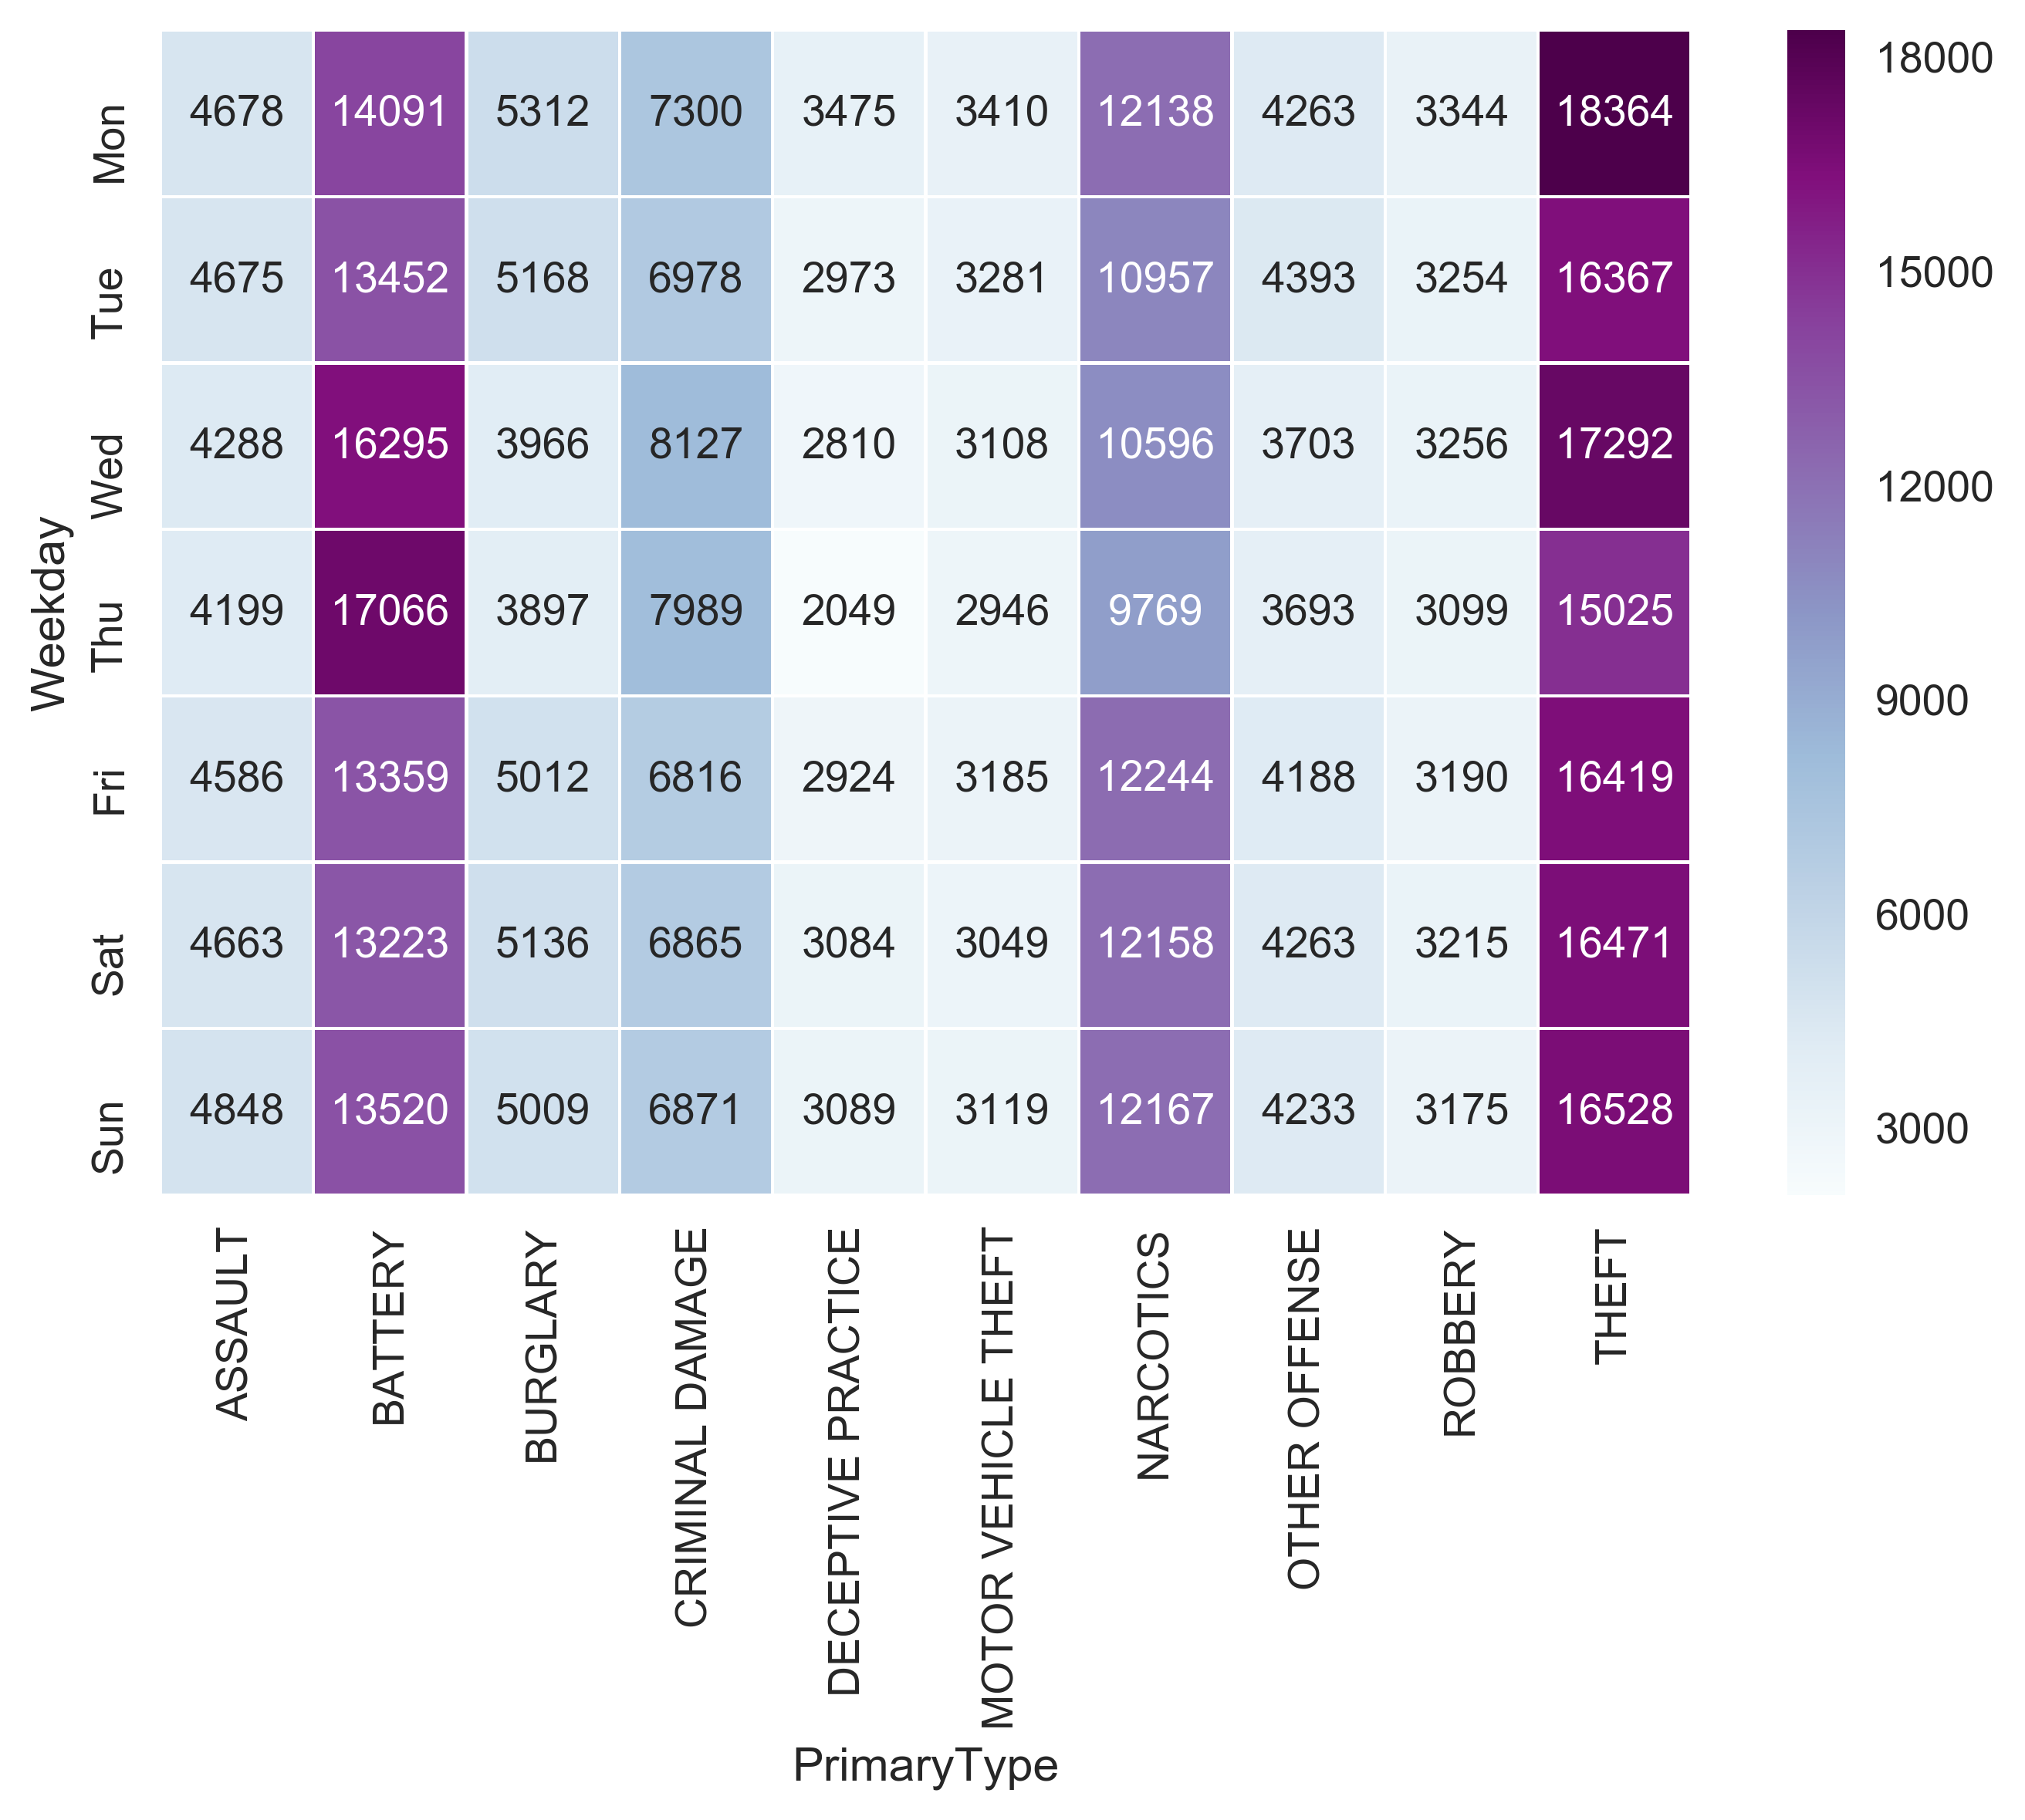 Weekday
Mon 4678 14091 5312 7300 3475 3410 12138 4263 3344 18364
Tue 4675 13452 5168 6978 2973 3281 10957 4393 3254 16367
Wed 4288 16295 3966 8127 2810 3108 10596 3703 3256 17292
Thu 4199 17066 3897 7989 2049 2946 9769 3693 3099 15025
Fri 4586 13359 5012 6816 2924 3185 12244 4188 3190 16419
Sat 4663 13223 5136 6865 3084 3049 12158 4263 3215 16471
Sun 4848 13520 5009 6871 3089 3119 12167 4233 3175 16528
ASSAULT
BATTERY
BURGLARY
CRIMINAL DAMAGE
DECEPTIVE PRACTICE
MOTOR VEHICLE THEFT
NARCOTICS
OTHER OFFENSE
ROBBERY
THEFT
PrimaryType
18000
15000
12000
9000
6000
3000